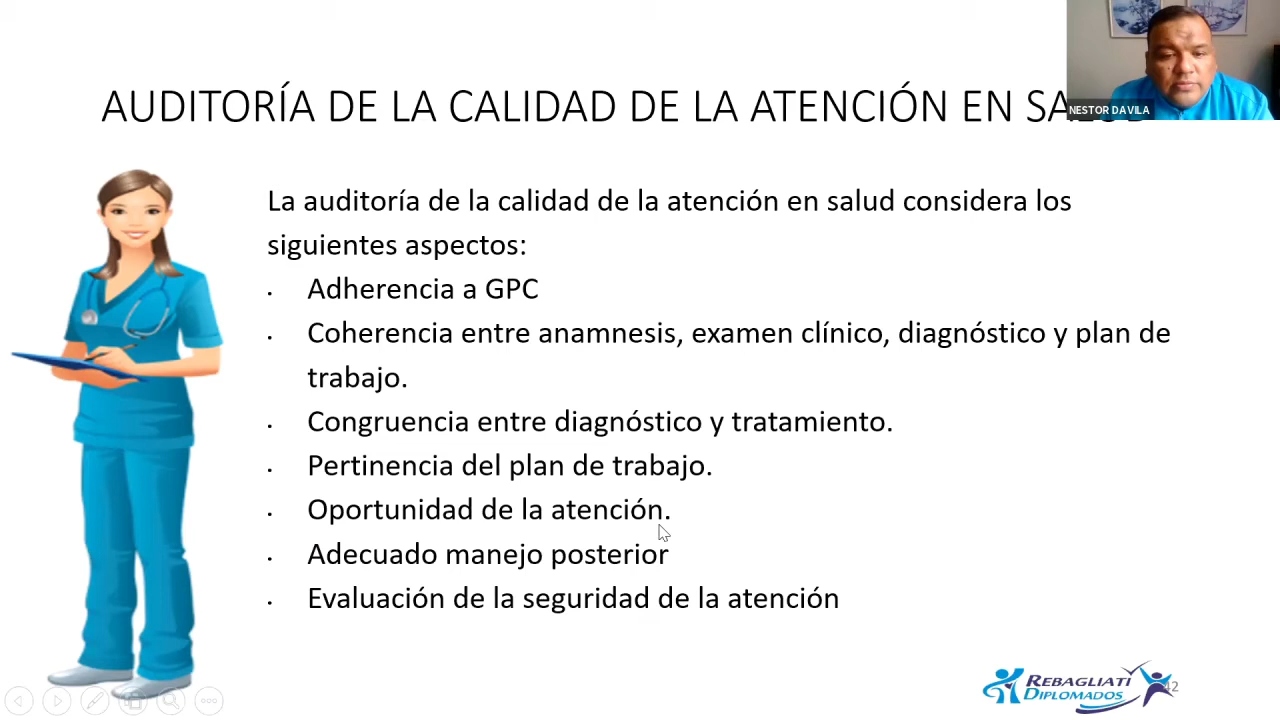 AUDITORÍA DE LA CALIDAD DE LA ATENCIÓN EN
NESTOR DAVILA
La auditoría de la calidad de la atención en salud considera los
siguientes aspectos:
• Adherencia a GPC
• Coherencia entre anamnesis, examen clínico, diagnóstico y plan de
trabajo.
• Congruencia entre diagnóstico y tratamiento.
• Pertinencia del plan de trabajo.
• Oportunidad de la atención.
• Adecuado manejo posterior
• Evaluación de la seguridad de la atención
REBAGLIATI
DIPLOMADOS
42